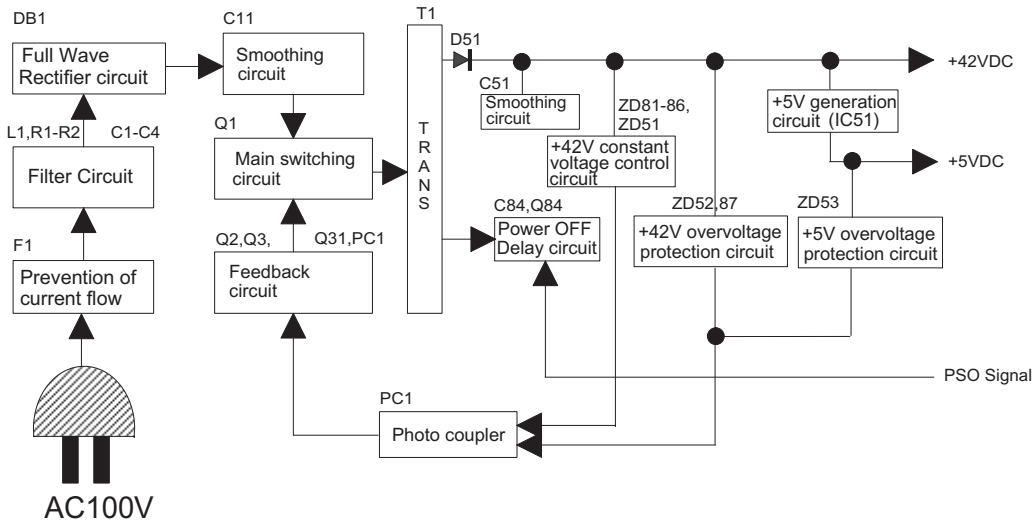 DB1
Full Wave
Rectifier circuit
C11
Smoothing
circuit
T1
TRANS
D51
+42VDC
C51
Smoothing
circuit
ZD81-86,
ZD51
+42V constant
voltage control
circuit
+5V generation
circuit (IC51)
+5VDC
L1,R1-R2
C1-C4
Filter Circuit
Q1
Main switching
circuit
C84,Q84
Power OFF
Delay circuit
ZD52,87
+42V overvoltage
protection circuit
ZD53
+5V overvoltage
protection circuit
F1
Prevention of
current flow
Q2,Q3,
Q31,PC1
Feedback
circuit
PSO Signal
PC1
Photo coupler
AC100V